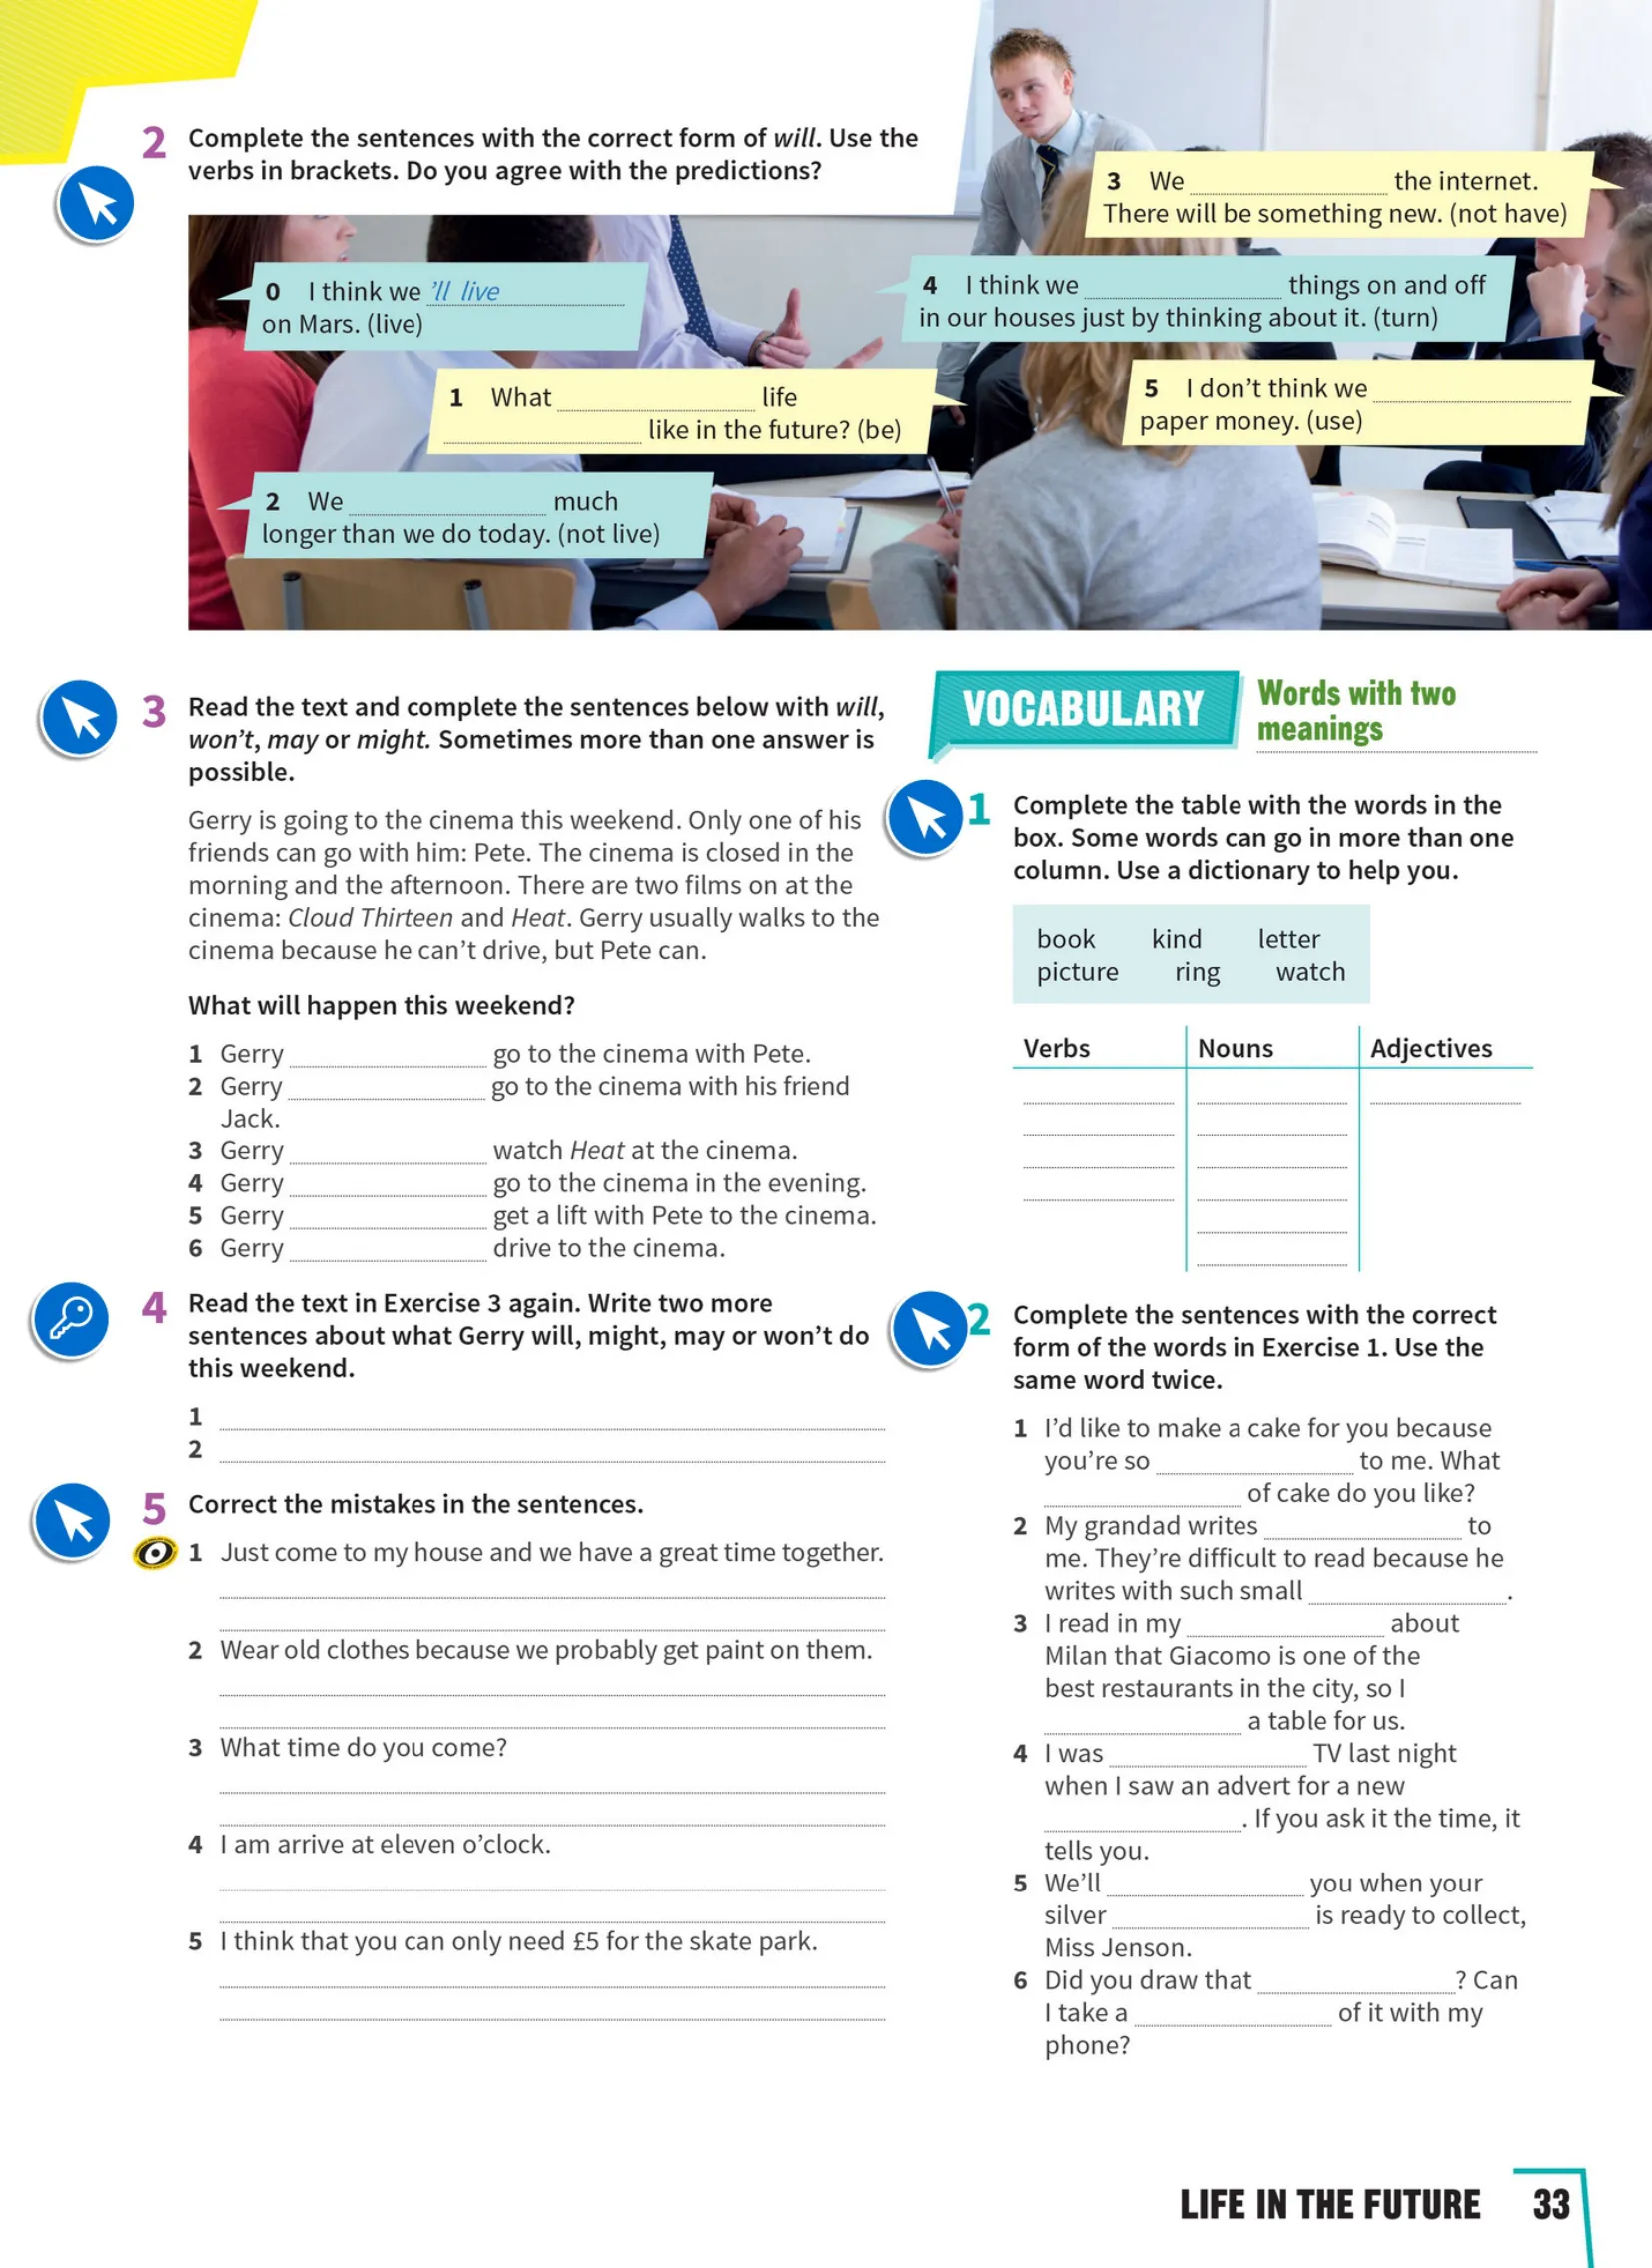 2 Complete the sentences with the correct form of will. Use the
verbs in brackets. Do you agree with the predictions?
0 I think we 'll live
on Mars. (live)
1 What life
like in the future? (be)
2 We much
longer than we do today. (not live)
3 We the internet.
There will be something new. (not have)
4 I think we things on and off
in our houses just by thinking about it. (turn)
5 I don't think we
paper money. (use)
3 Read the text and complete the sentences below with will,
won't, may or might. Sometimes more than one answer is
possible.
Gerry is going to the cinema this weekend. Only one of his
friends can go with him: Pete. The cinema is closed in the
morning and the afternoon. There are two films on at the
cinema: Cloud Thirteen and Heat. Gerry usually walks to the
cinema because he can't drive, but Pete can.
What will happen this weekend?
1 Gerry go to the cinema with Pete.
2 Gerry go to the cinema with his friend
Jack.
3 Gerry watch Heat at the cinema.
4 Gerry go to the cinema in the evening.
5 Gerry get a lift with Pete to the cinema.
6 Gerry drive to the cinema.
4 Read the text in Exercise 3 again. Write two more
sentences about what Gerry will, might, may or won't do
this weekend.
1
2
5 Correct the mistakes in the sentences.
1 Just come to my house and we have a great time together.
2 Wear old clothes because we probably get paint on them.
3 What time do you come?
4 I am arrive at eleven o'clock.
5 I think that you can only need £5 for the skate park.
VOCABULARY
Words with two
meanings
1 Complete the table with the words in the
box. Some words can go in more than one
column. Use a dictionary to help you.
book kind letter
picture ring watch
Verbs Nouns Adjectives
2 Complete the sentences with the correct
form of the words in Exercise 1. Use the
same word twice.
1 I'd like to make a cake for you because
you're so to me. What
of cake do you like?
2 My grandad writes to
me. They're difficult to read because he
writes with such small .
3 I read in my about
Milan that Giacomo is one of the
best restaurants in the city, so I
a table for us.
4 I was TV last night
when I saw an advert for a new
. If you ask it the time, it
tells you.
5 We'll you when your
silver is ready to collect,
Miss Jenson.
6 Did you draw that ? Can
I take a of it with my
phone?
LIFE IN THE FUTURE 33